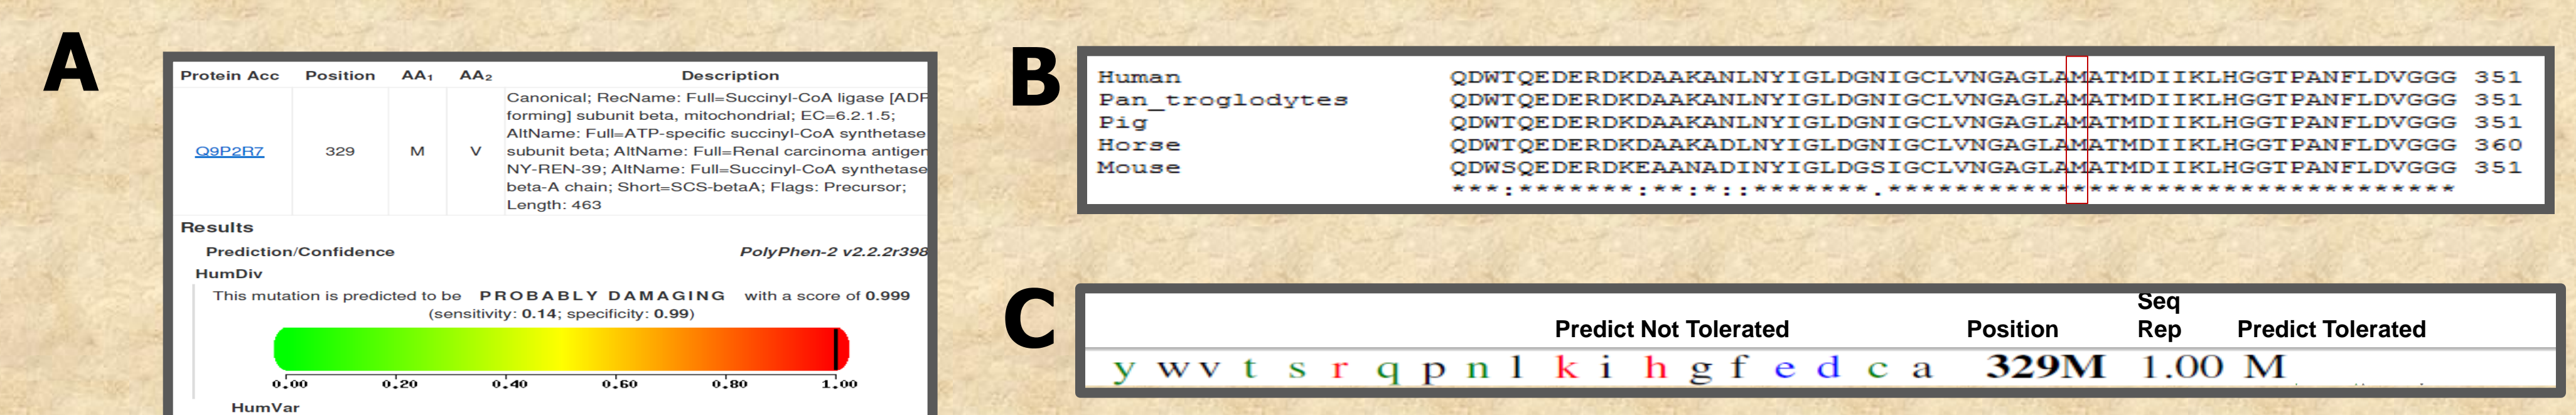 A
Protein Acc Position AA₁ AA₂ Description
Q9P2R7 329 M V
Canonical; RecName: Full=Succinyl-CoA ligase [ADP
forming] subunit beta, mitochondrial; EC=6.2.1.5;
AltName: Full=ATP-specific succinyl-CoA synthetase
subunit beta; AltName: Full=Renal carcinoma antigen
NY-REN-39; AltName: Full=Succinyl-CoA synthetase
beta-A chain; Short=SCS-betaA; Flags: Precursor;
Length: 463
Results
Prediction/Confidence PolyPhen-2 v2.2.2r398
HumDiv
This mutation is predicted to be PROBABLY DAMAGING with a score of 0.999
(sensitivity: 0.14; specificity: 0.99)
0.00 0.20 0.40 0.60 0.80 1.00
HumVar
B
Human QDWTQEDERDKDAAKANLNYIGLDGNIGCLVNGAGLAMATMDIIKLHGGTPANFLDVGGG 351
Pan_troglodytes QDWTQEDERDKDAAKANLNYIGLDGNIGCLVNGAGLAMATMDIIKLHGGTPANFLDVGGG 351
Pig QDWTQEDERDKDAAKANLNYIGLDGNIGCLVNGAGLAMATMDIIKLHGGTPANFLDVGGG 351
Horse QDWTQEDERDKDAAKADLNYIGLDGNIGCLVNGAGLAMATMDIIKLHGGTPANFLDVGGG 360
Mouse QDWSQEDERDKEAANADINYIGLDGSIGCLVNGAGLAMATMDIIKLHGGTPANFLDVGGG 351
***:*******:**:*::*******.**********************************
C
Predict Not Tolerated Position Seq Rep Predict Tolerated
y w v t s r q p n l k i h g f e d c a 329M 1.00 M